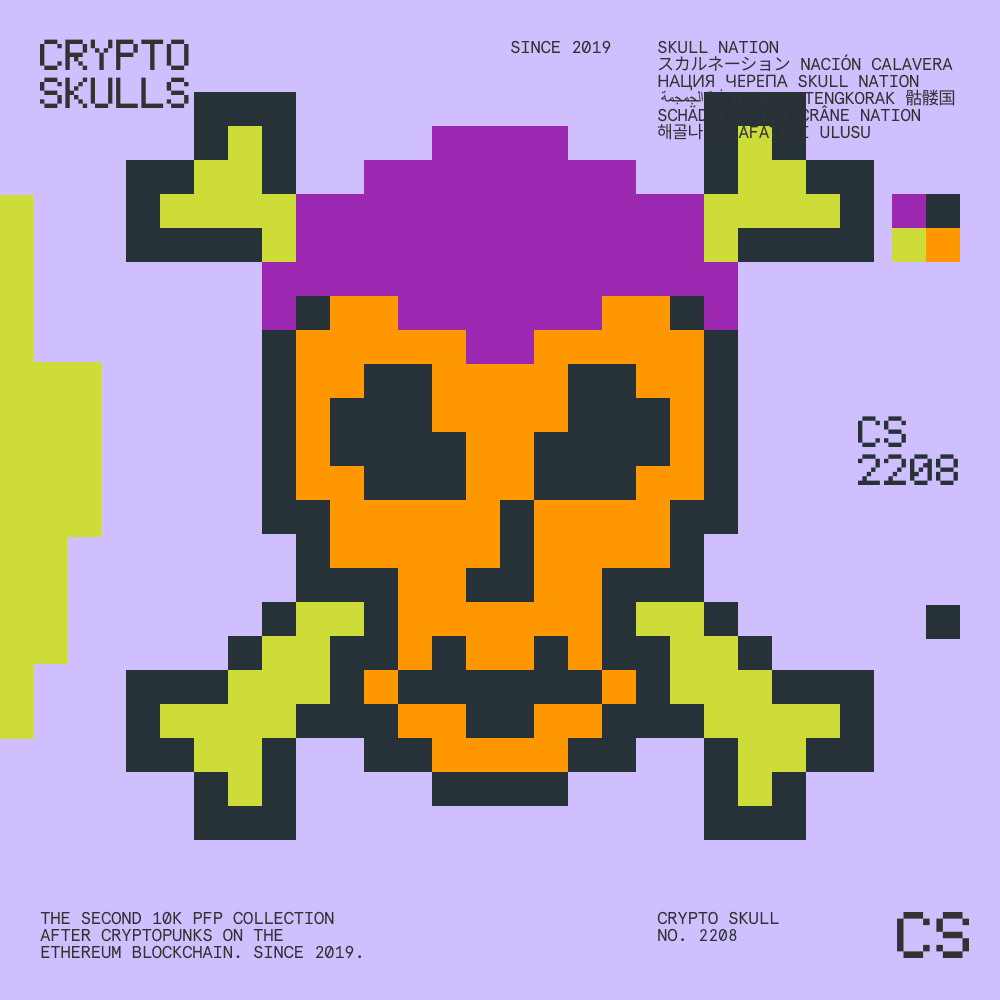 CRYPTO
SKULLS
SINCE 2019
SKULL NATION
スカルネーション NACIÓN CALAVERA
НАЦИЯ ЧЕРЕПА SKULL NATION
TENGKORAK 骷髅国
CRÂNE NATION
해골 ULUSU
CS
2208
THE SECOND 10K PFP COLLECTION
AFTER CRYPTOPUNKS ON THE
ETHEREUM BLOCKCHAIN. SINCE 2019.
CRYPTO SKULL
NO. 2208
CS